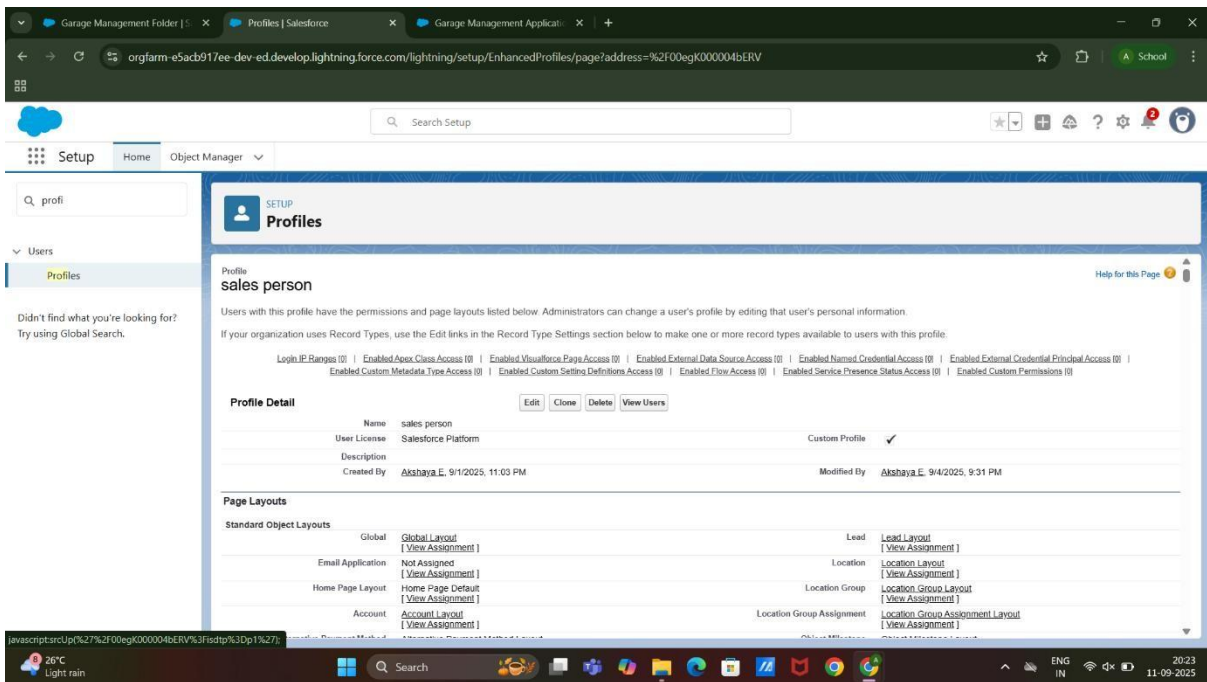 Garage Management Folder | S
Profiles | Salesforce
Garage Management Applicatio
orgfarm-e5acb917ee-dev-ed.develop.lightning.force.com/lightning/setup/EnhancedProfiles/page?address=%2F00egK000004bERV
A School
Search Setup
2
Setup Home Object Manager
profi
Users
Profiles
Didn't find what you're looking for?
Try using Global Search.
SETUP
Profiles
Profile
sales person
Help for this Page
Users with this profile have the permissions and page layouts listed below. Administrators can change a user's profile by editing that user's personal information.
If your organization uses Record Types, use the Edit links in the Record Type Settings section below to make one or more record types available to users with this profile.
Login IP Ranges [0] | Enabled Apex Class Access [0] | Enabled Visualforce Page Access [0] | Enabled External Data Source Access [0] | Enabled Named Credential Access [0] | Enabled External Credential Principal Access [0] |
Enabled Custom Metadata Type Access [0] | Enabled Custom Setting Definitions Access [0] | Enabled Flow Access [0] | Enabled Service Presence Status Access [0] | Enabled Custom Permissions [0]
Profile Detail Edit Clone Delete View Users
Name sales person
User License Salesforce Platform Custom Profile ✓
Description
Created By Akshaya E, 9/1/2025, 11:03 PM Modified By Akshaya E, 9/4/2025, 9:31 PM
Page Layouts
Standard Object Layouts
Global Global Layout Lead Lead Layout
[ View Assignment ] [ View Assignment ]
Email Application Not Assigned Location Location Layout
[ View Assignment ] [ View Assignment ]
Home Page Layout Home Page Default Location Group Location Group Layout
[ View Assignment ] [ View Assignment ]
Account Account Layout Location Group Assignment Location Group Assignment Layout
[ View Assignment ] [ View Assignment ]
javascript:srcUp(%27%2F00egK000004bERV%3Fisdtp%3Dp1%27);
8 26°C
Light rain
Search
ENG
IN
20:23
11-09-2025